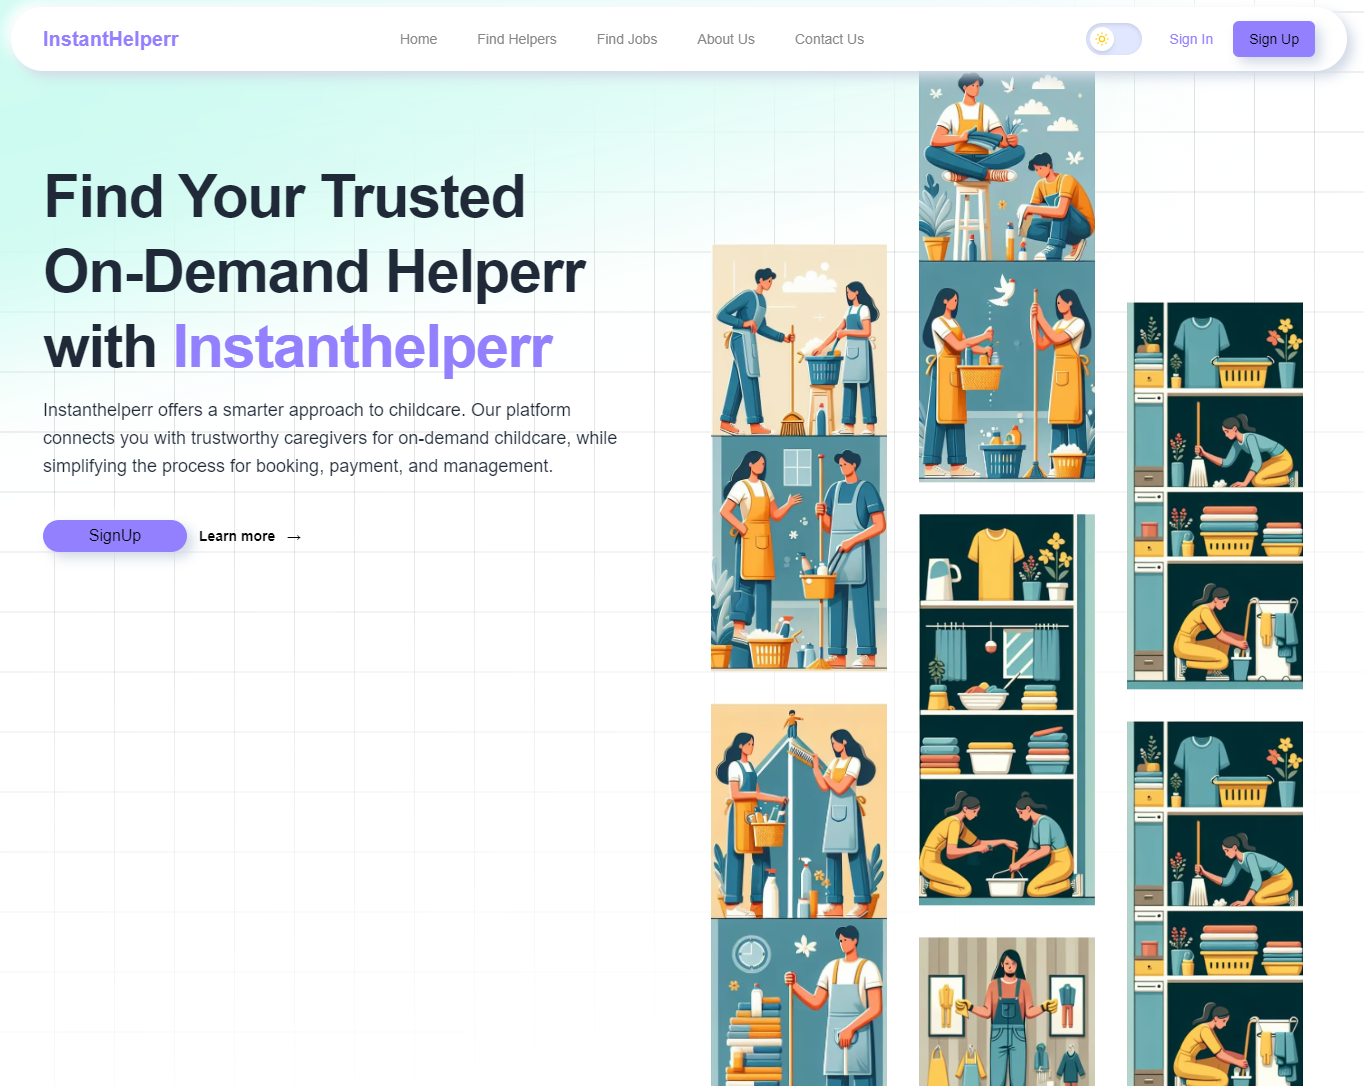 InstantHelperr
Home
Find Helpers
Find Jobs
About Us
Contact Us
Sign In
Sign Up
Find Your Trusted
On-Demand Helperr
with Instanthelperr
Instanthelperr offers a smarter approach to childcare. Our platform
connects you with trustworthy caregivers for on-demand childcare, while
simplifying the process for booking, payment, and management.
SignUp
Learn more →